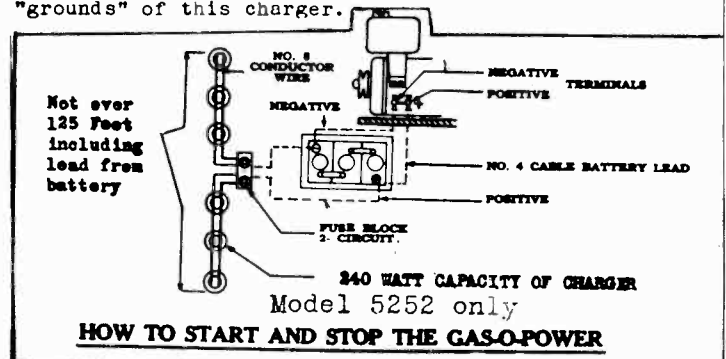 "grounds" of this charger.
NO. 8
CONDUCTOR
WIRE
NEGATIVE
TERMINALS
POSITIVE
Not over
125 Feet
including
lead from
battery
NEGATIVE
NO. 4 CABLE BATTERY LEAD
POSITIVE
FUSE BLOCK
2- CIRCUIT.
240 WATT CAPACITY OF CHARGER
Model 5252 only
HOW TO START AND STOP THE GAS-O-POWER